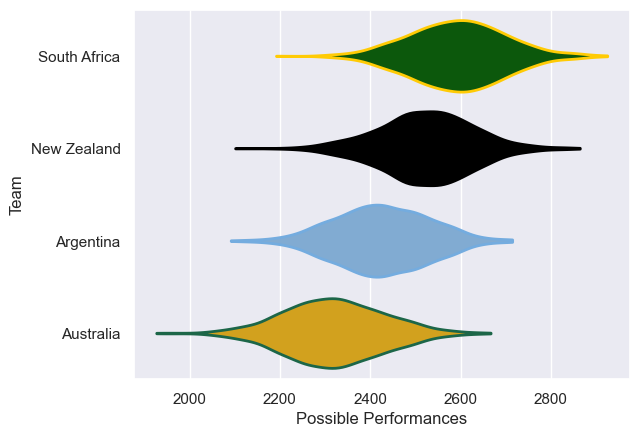 South Africa
New Zealand
Argentina
Australia
Team
2000 2200 2400 2600 2800
Possible Performances